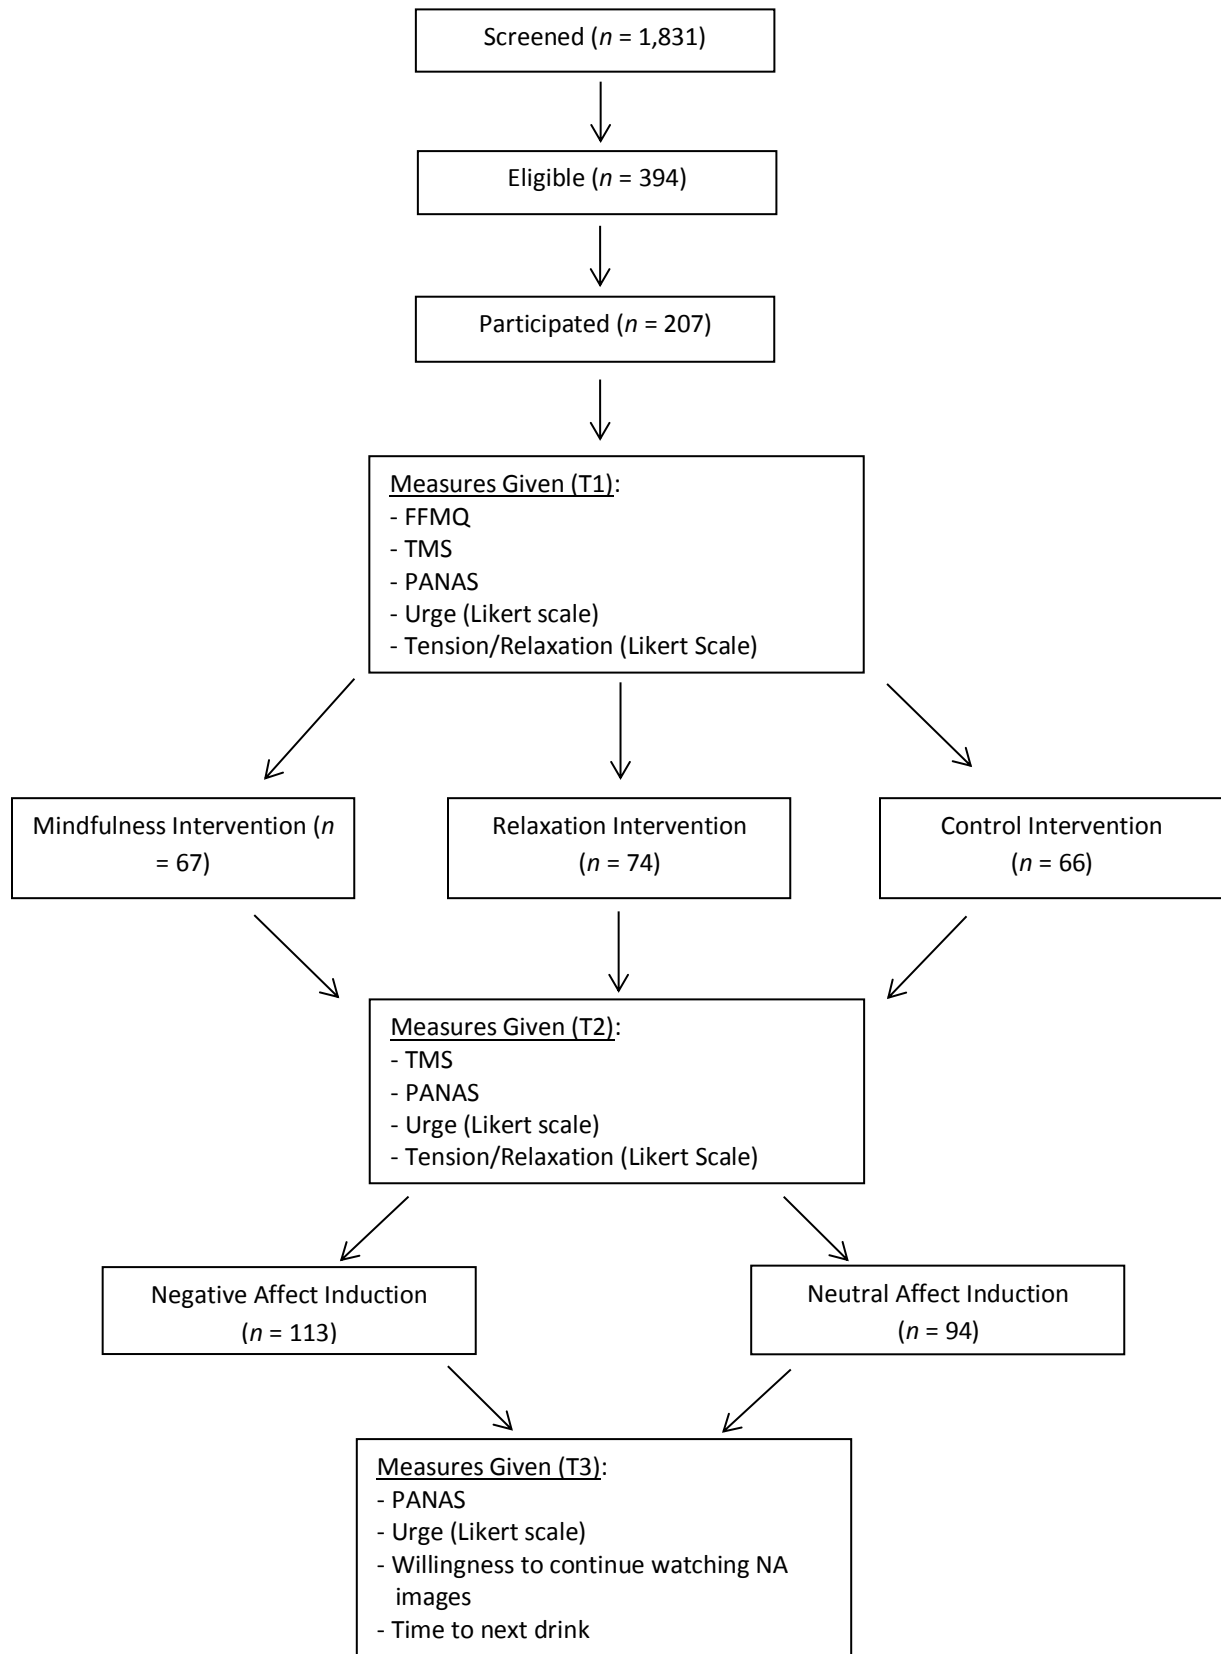 Screened (n = 1,831)
Eligible (n = 394)
Participated (n = 207)
Measures Given (T1):
- FFMQ
- TMS
- PANAS
- Urge (Likert scale)
- Tension/Relaxation (Likert Scale)
Mindfulness Intervention (n
= 67)
Relaxation Intervention
(n = 74)
Control Intervention
(n = 66)
Measures Given (T2):
- TMS
- PANAS
- Urge (Likert scale)
- Tension/Relaxation (Likert Scale)
Negative Affect Induction
(n = 113)
Neutral Affect Induction
(n = 94)
Measures Given (T3):
- PANAS
- Urge (Likert scale)
- Willingness to continue watching NA
images
- Time to next drink